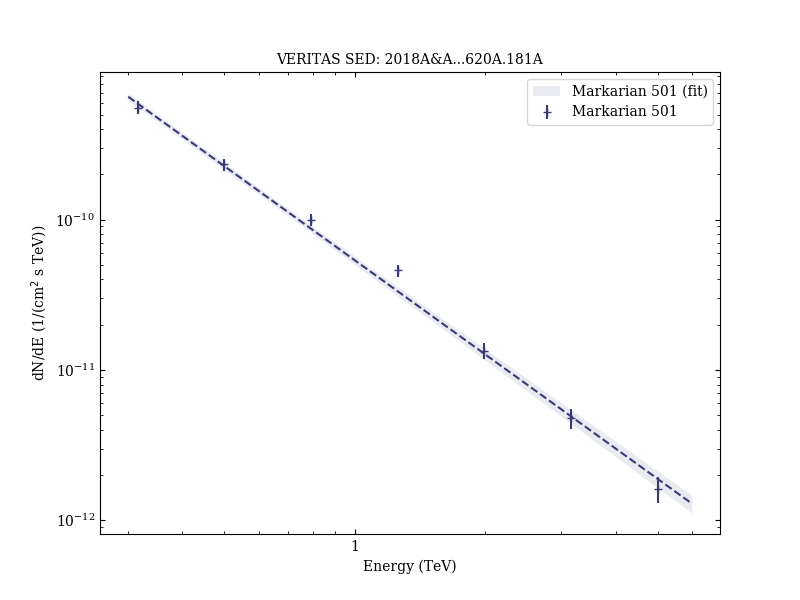 VERITAS SED: 2018A&A...620A.181A
Markarian 501 (fit)
Markarian 501
dN/dE (1/(cm² s TeV))
10⁻¹⁰
10⁻¹¹
10⁻¹²
1
Energy (TeV)